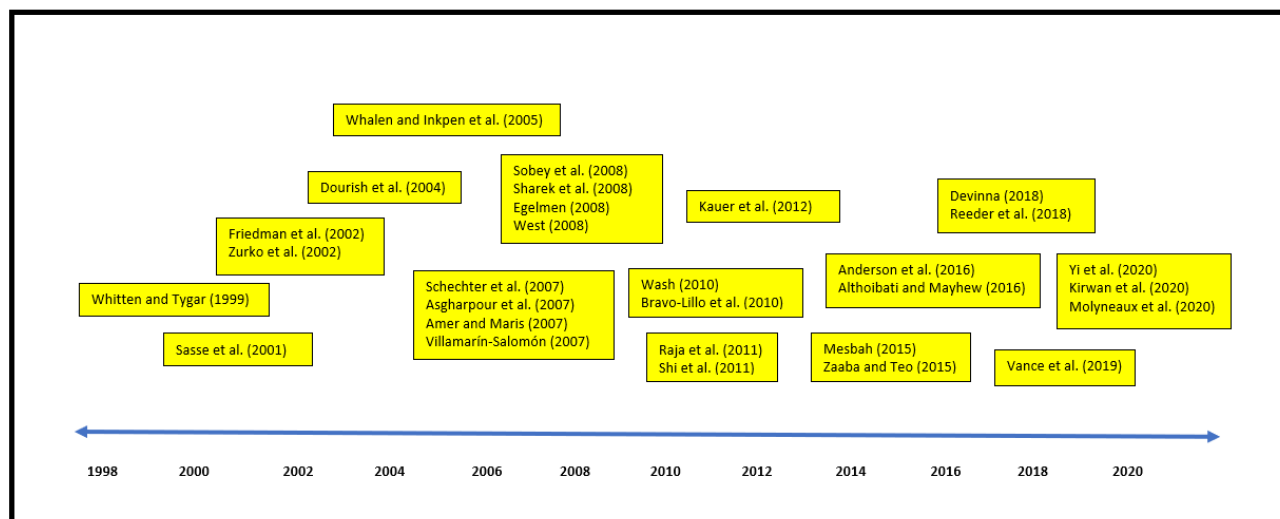 Whalen and Inkpen et al. (2005)
Sobey et al. (2008)
Sharek et al. (2008)
Egelmen (2008)
West (2008)
Dourish et al. (2004)
Kauer et al. (2012)
Devinna (2018)
Reeder et al. (2018)
Friedman et al. (2002)
Zurko et al. (2002)
Whitten and Tygar (1999)
Schechter et al. (2007)
Asgharpour et al. (2007)
Amer and Maris (2007)
Villamarín-Salomón (2007)
Wash (2010)
Bravo-Lillo et al. (2010)
Anderson et al. (2016)
Althoibati and Mayhew (2016)
Yi et al. (2020)
Kirwan et al. (2020)
Molyneaux et al. (2020)
Sasse et al. (2001)
Raja et al. (2011)
Shi et al. (2011)
Mesbah (2015)
Zaaba and Teo (2015)
Vance et al. (2019)
1998 2000 2002 2004 2006 2008 2010 2012 2014 2016 2018 2020